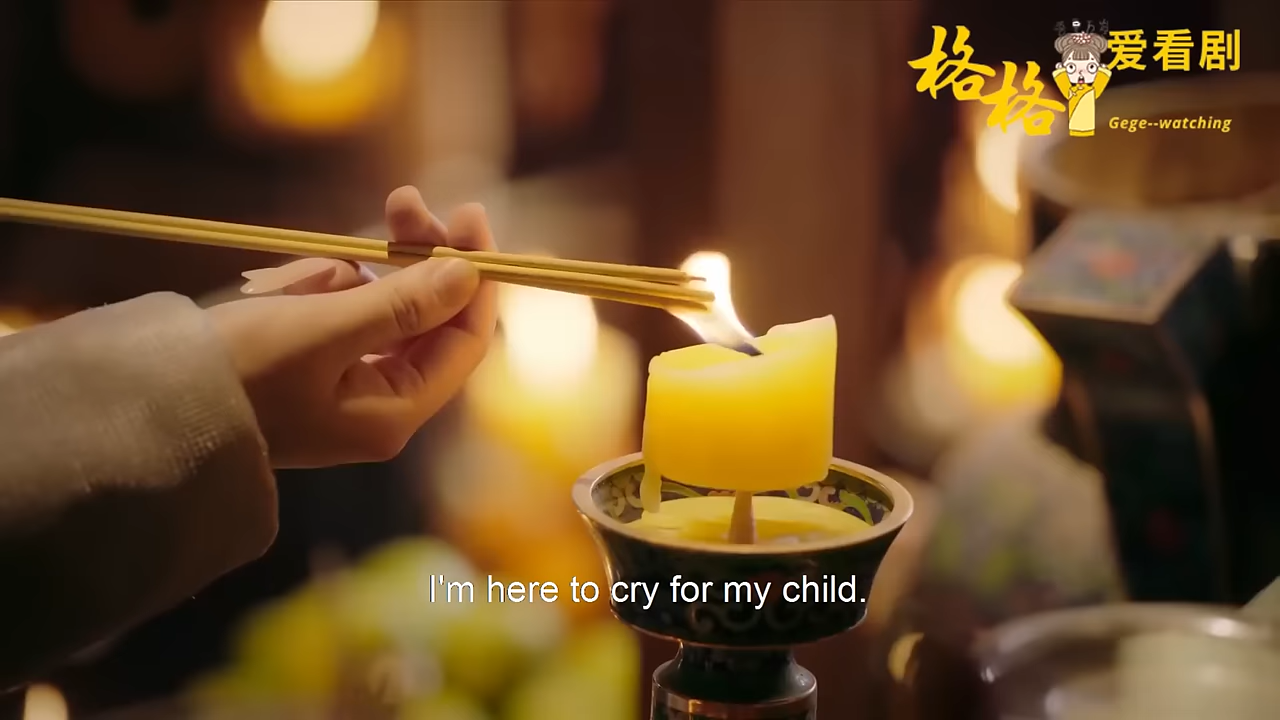 格格爱看剧
Gege--watching
I'm here to cry for my child.